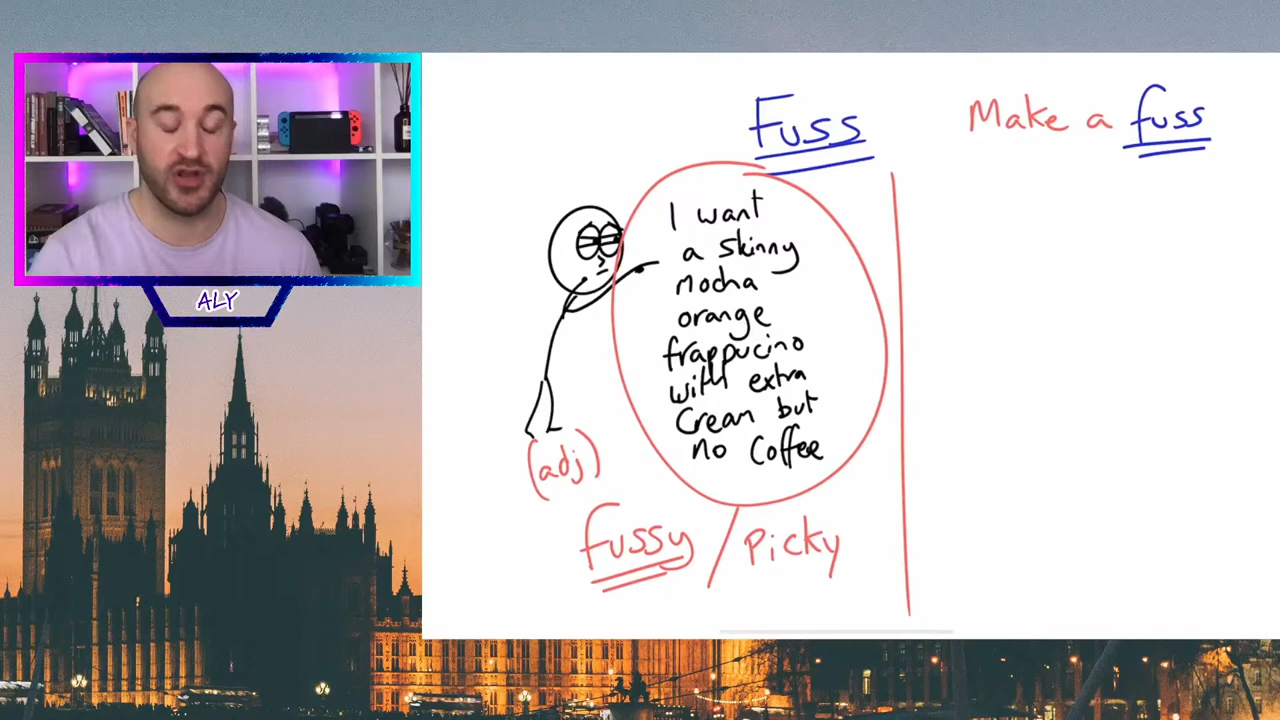 Fuss
Make a fuss
I want
a skinny
Mocha
orange
frappucino
with extra
Cream but
no Coffee
(adj)
fussy / Picky
ALY